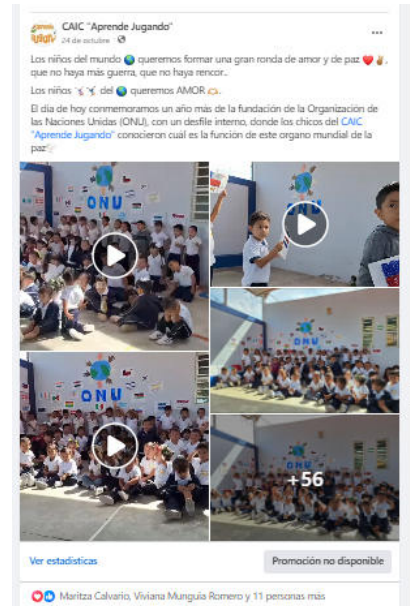 CAIC "Aprende Jugando"
24 de octubre
Los niños del mundo 🌎 queremos formar una gran ronda de amor y de paz ❤️✌️,
que no haya más guerra, que no haya rencor..
Los niños del 🌎 queremos AMOR
El día de hoy conmemoramos un año más de la fundación de la Organización de
las Naciones Unidas (ONU), con un desfile interno, donde los chicos del CAIC
"Aprende Jugando" conocieron cuál es la función de este organo mundial de la
paz
ONU
ONU
ONU
ONU
+56
Ver estadísticas
Promoción no disponible
Maritza Calvario, Viviana Munguia Romero y 11 personas más